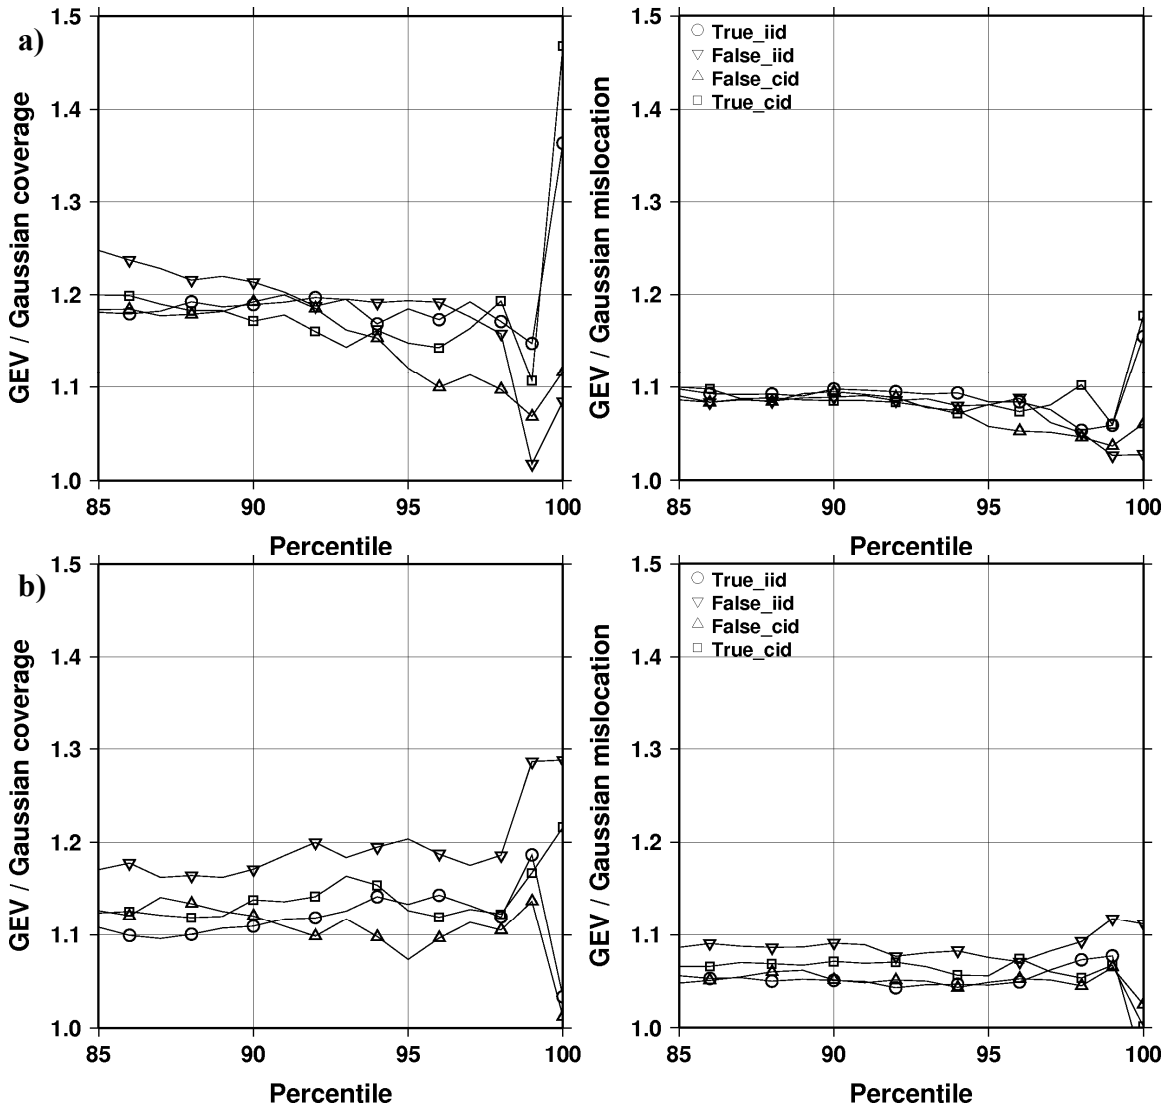 a)
GEV / Gaussian coverage
1.5
1.4
1.3
1.2
1.1
1.0
85 90 95 100
Percentile
GEV / Gaussian mislocation
1.5
1.4
1.3
1.2
1.1
1.0
True_iid
False_iid
False_cid
True_cid
85 90 95 100
Percentile
b)
GEV / Gaussian coverage
1.5
1.4
1.3
1.2
1.1
1.0
85 90 95 100
Percentile
GEV / Gaussian mislocation
1.5
1.4
1.3
1.2
1.1
1.0
True_iid
False_iid
False_cid
True_cid
85 90 95 100
Percentile